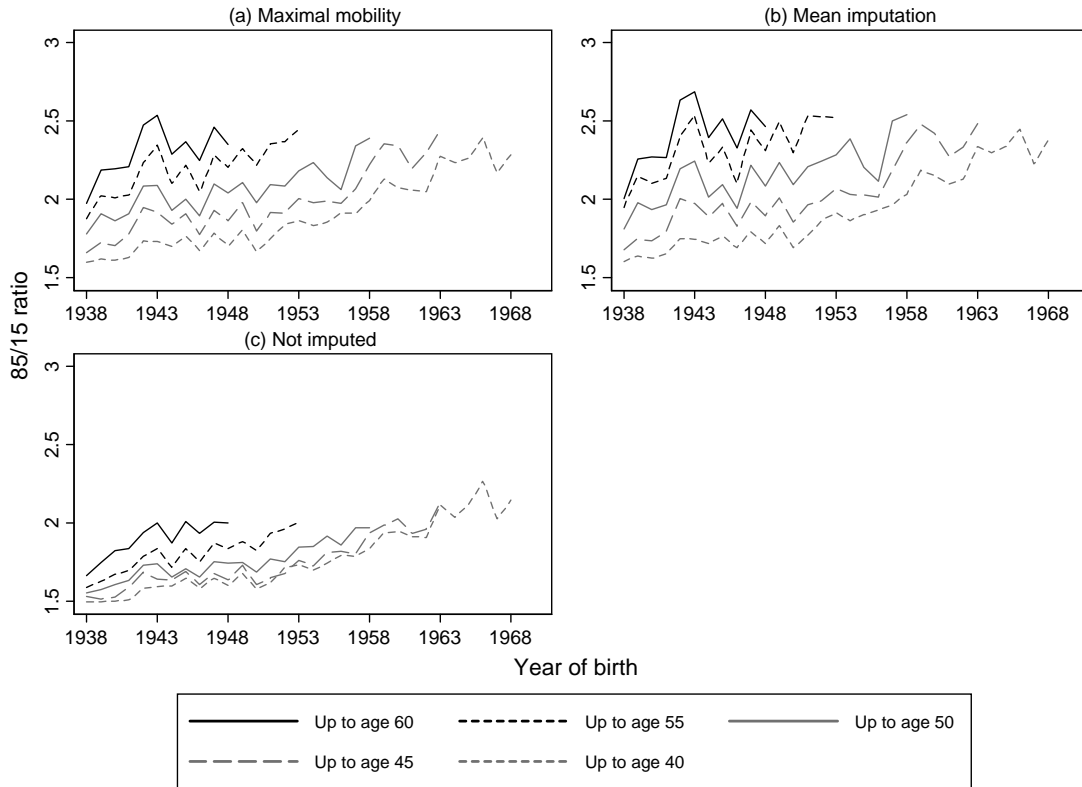 (a) Maximal mobility
(b) Mean imputation
3
2.5
2
1.5
1938 1943 1948 1953 1958 1963 1968
3
2.5
2
1.5
1938 1943 1948 1953 1958 1963 1968
(c) Not imputed
3
2.5
2
1.5
1938 1943 1948 1953 1958 1963 1968
85/15 ratio
Year of birth
Up to age 60 Up to age 55 Up to age 50
Up to age 45 Up to age 40